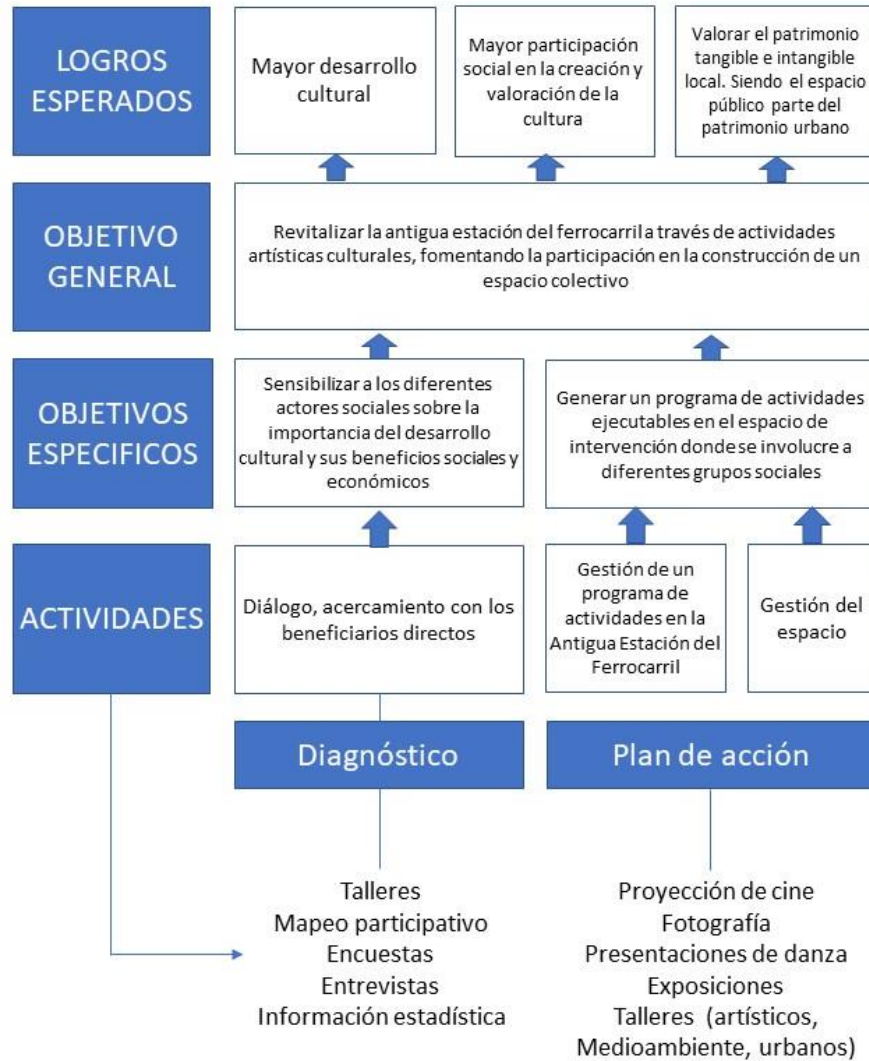 LOGROS
ESPERADOS
Mayor desarrollo
cultural
Mayor participación
social en la creación y
valoración de la
cultura
Valorar el patrimonio
tangible e intangible
local. Siendo el espacio
público parte del
patrimonio urbano
OBJETIVO
GENERAL
Revitalizar la antigua estación del ferrocarril a través de actividades
artísticas culturales, fomentando la participación en la construcción de un
espacio colectivo
OBJETIVOS
ESPECIFICOS
Sensibilizar a los diferentes
actores sociales sobre la
importancia del desarrollo
cultural y sus beneficios sociales y
económicos
Generar un programa de actividades
ejecutables en el espacio de
intervención donde se involucre a
diferentes grupos sociales
ACTIVIDADES
Diálogo, acercamiento con los
beneficiarios directos
Gestión de un
programa de
actividades en la
Antigua Estación del
Ferrocarril
Gestión del
espacio
Diagnóstico
Plan de acción
Talleres
Mapeo participativo
Encuestas
Entrevistas
Información estadística
Proyección de cine
Fotografía
Presentaciones de danza
Exposiciones
Talleres (artísticos,
Medioambiente, urbanos)